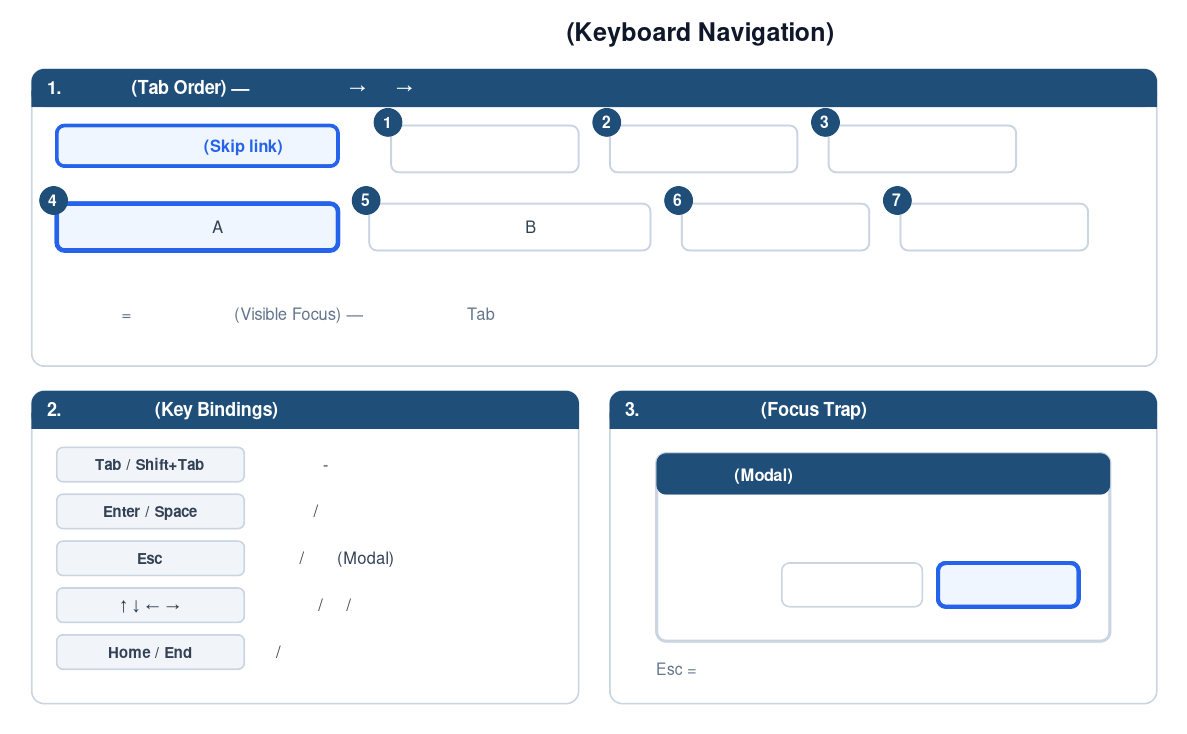 (Keyboard Navigation)
1. (Tab Order) — → →
(Skip link) 1 2 3
4 A 5 B 6 7
= (Visible Focus) — Tab
2. (Key Bindings)
Tab / Shift+Tab -
Enter / Space /
Esc / (Modal)
↑ ↓ ← → / /
Home / End /
3. (Focus Trap)
(Modal)
Esc =